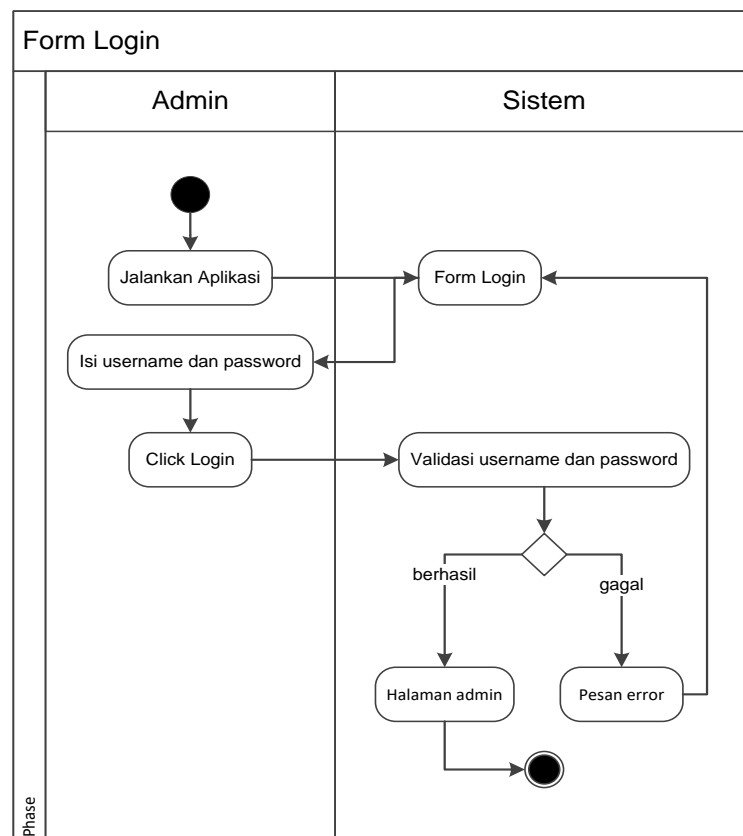 Form Login
Admin
Sistem
Jalankan Aplikasi
Form Login
Isi username dan password
Click Login
Validasi username dan password
berhasil
gagal
Halaman admin
Pesan error
Phase